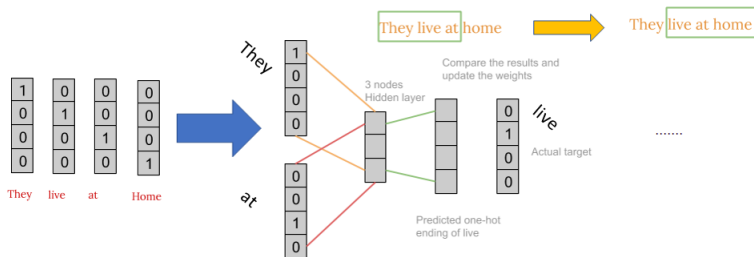 1 0 0 0
0 1 0 0
0 0 1 0
0 0 0 1
They live at Home
They
1
0
0
0
at
0
0
1
0
They live at home
They live at home
3 nodes
Hidden layer
Compare the results and
update the weights
Predicted one-hot
ending of live
0
1
0
0
live
Actual target
......